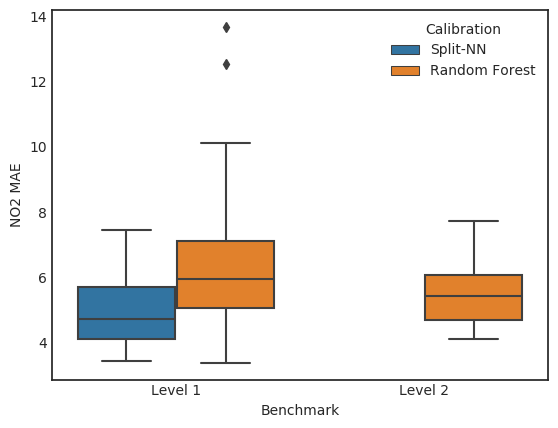 14
12
10
8
6
4
NO2 MAE
Calibration
Split-NN
Random Forest
Level 1
Level 2
Benchmark